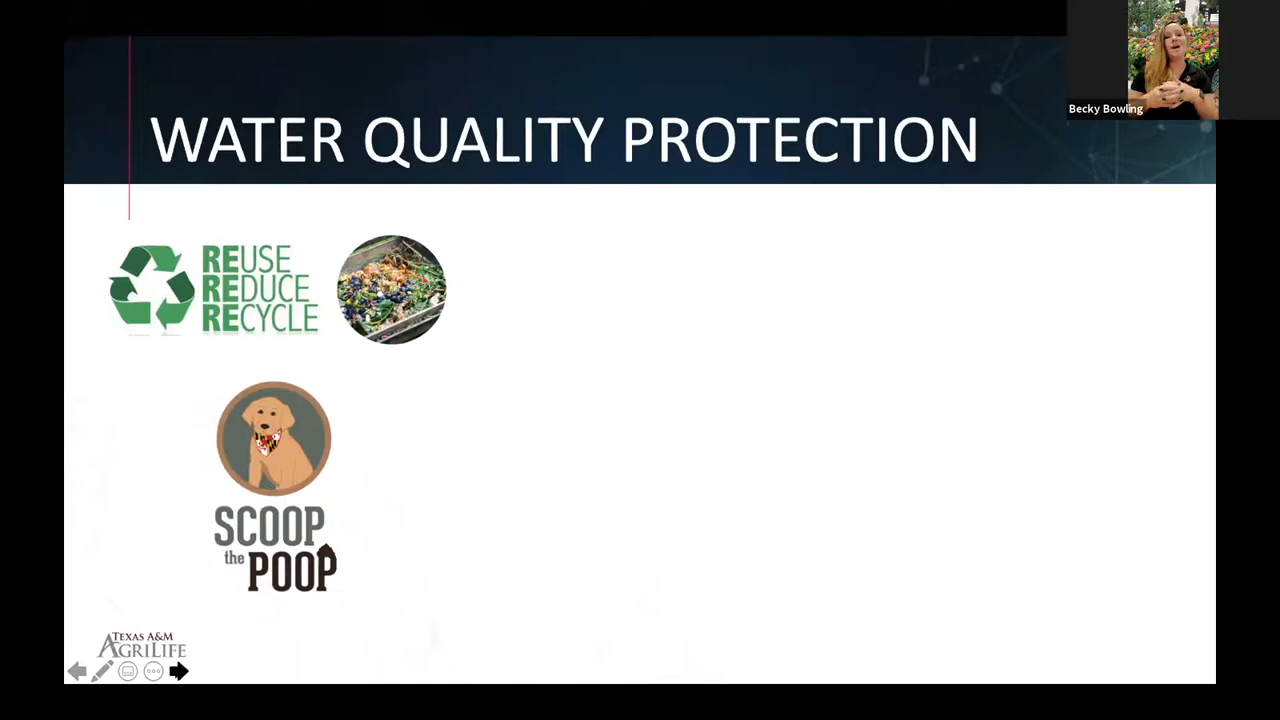 Becky Bowling
WATER QUALITY PROTECTION
REUSE
REDUCE
RECYCLE
SCOOP
the POOP
TEXAS A&M
AGRILIFE